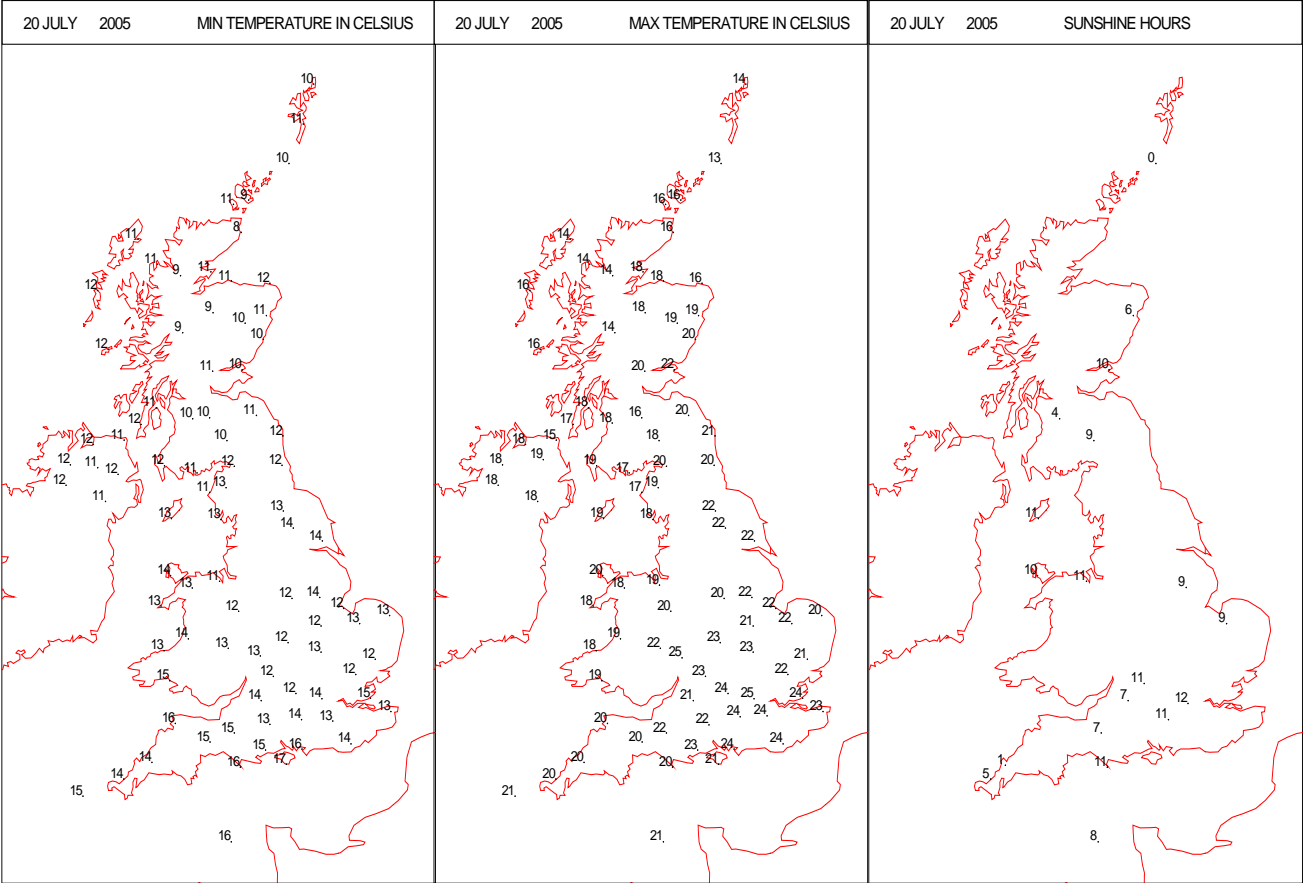 20 JULY 2005 MIN TEMPERATURE IN CELSIUS
10.
11.
10.
11. 9.
8.
11.
11. 9. 11. 11. 12.
12.
9. 10. 11.
9. 10.
12.
11. 10.
11
12. 10. 10. 11.
12. 11. 10. 12.
12. 11. 12. 12. 11. 12. 12.
12. 11. 13.
11. 13. 13. 13.
14.
14.
14. 13. 11.
13. 12. 12. 14. 12. 13. 13.
13. 14. 13. 13. 12. 12. 13. 12.
15. 12. 12. 12.
14. 14. 15. 13.
16. 15. 13. 14. 13.
15. 15. 16. 14.
14. 14. 16. 17.
15.
16.
20 JULY 2005 MAX TEMPERATURE IN CELSIUS
14.
13.
16. 16.
16.
14.
14. 14. 18. 18. 16.
16.
18. 19. 19.
14. 20.
16.
20. 22.
18
17. 18. 16. 20.
18. 15. 18. 21.
18. 19. 19. 17. 20. 20.
18. 17. 19.
18. 19. 18. 22.
22.
22.
20. 18. 19.
18. 20. 20. 22. 22. 22. 20.
18. 19. 22. 25. 23. 21. 23. 21.
19. 23. 22.
21. 24. 25. 24. 23.
20. 22. 22. 24. 24.
20. 23. 24. 24.
20. 20. 20. 21.
21.
21.
20 JULY 2005 SUNSHINE HOURS
0.
6.
10.
4.
9.
11.
10. 11. 9.
9.
11.
7. 12.
11.
7.
1. 11.
5.
8.